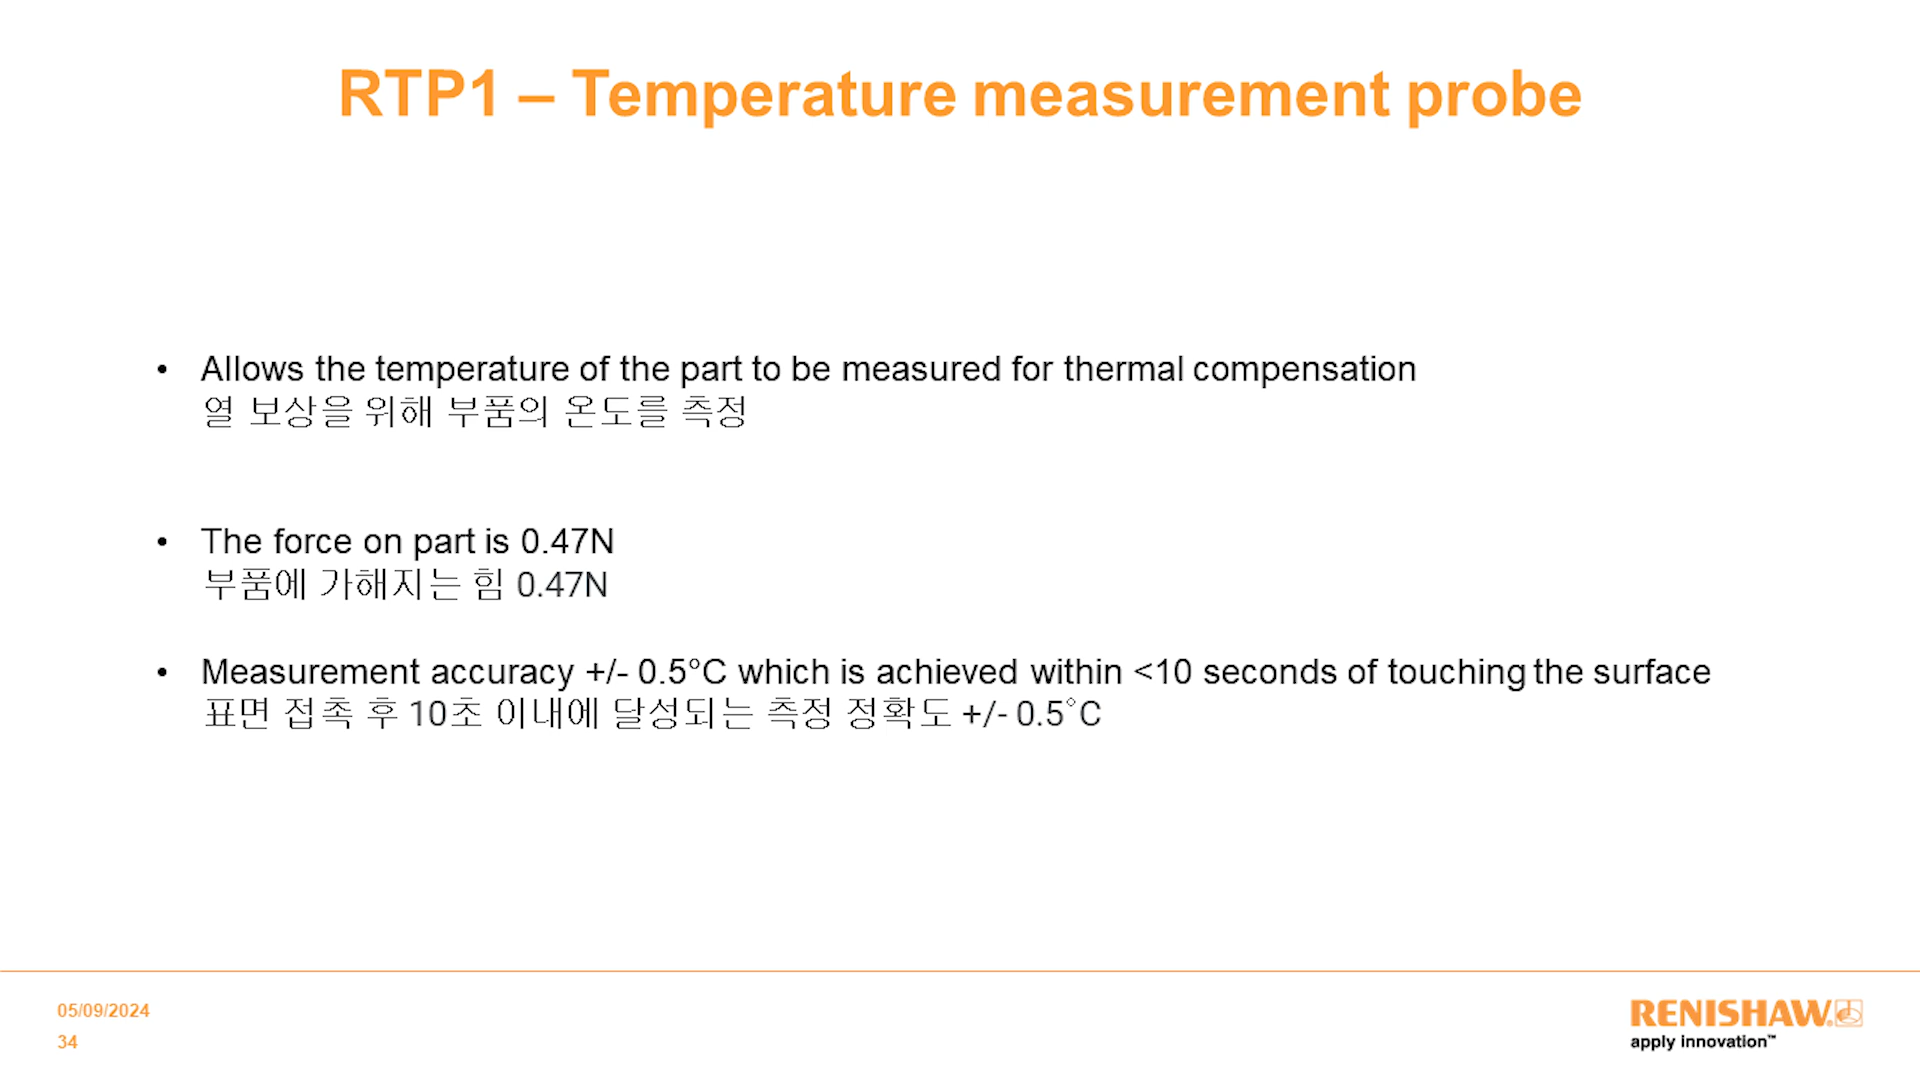 RTP1 – Temperature measurement probe
• Allows the temperature of the part to be measured for thermal compensation
열 보상을 위해 부품의 온도를 측정
• The force on part is 0.47N
부품에 가해지는 힘 0.47N
• Measurement accuracy +/- 0.5°C which is achieved within <10 seconds of touching the surface
표면 접촉 후 10초 이내에 달성되는 측정 정확도 +/- 0.5°C
05/09/2024
34
RENISHAW.
apply innovation™